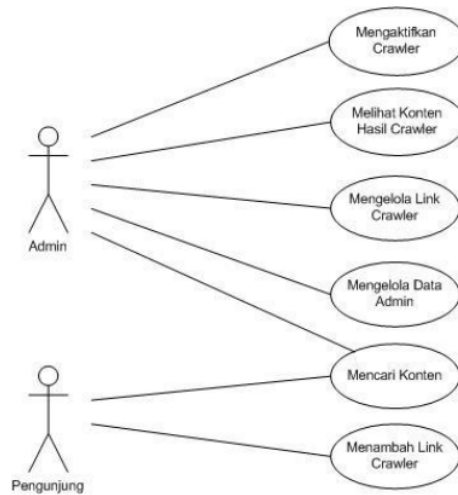 Mengaktifkan
Crawler
Melihat Konten
Hasil Crawler
Mengelola Link
Crawler
Admin
Mengelola Data
Admin
Mencari Konten
Menambah Link
Crawler
Pengunjung